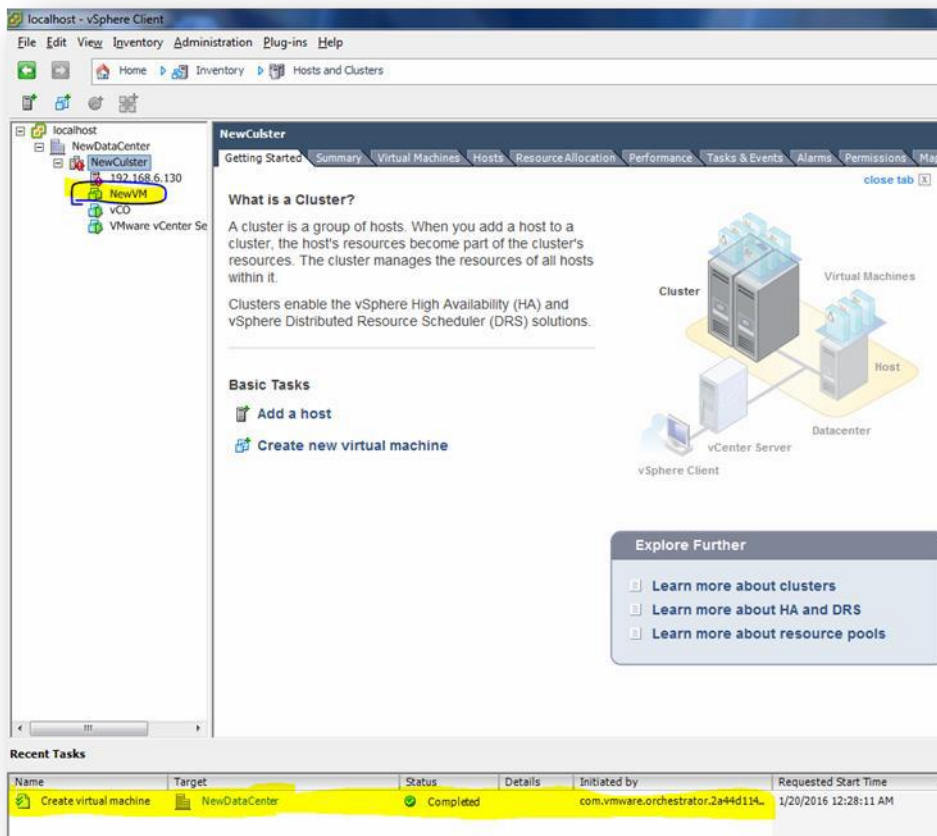 localhost - vSphere Client
File Edit View Inventory Administration Plug-ins Help
Home Inventory Hosts and Clusters
localhost
NewDataCenter
NewCulster
192.168.6.130
NewVM
vCO
VMware vCenter Se
NewCulster
Getting Started Summary Virtual Machines Hosts Resource Allocation Performance Tasks & Events Alarms Permissions Map
close tab
What is a Cluster?
A cluster is a group of hosts. When you add a host to a
cluster, the host's resources become part of the cluster's
resources. The cluster manages the resources of all hosts
within it.
Clusters enable the vSphere High Availability (HA) and
vSphere Distributed Resource Scheduler (DRS) solutions.
Basic Tasks
Add a host
Create new virtual machine
Virtual Machines
Cluster
Host
Datacenter
vCenter Server
vSphere Client
Explore Further
Learn more about clusters
Learn more about HA and DRS
Learn more about resource pools
Recent Tasks
Name Target Status Details Initiated by Requested Start Time
Create virtual machine NewDataCenter Completed com.vmware.orchestrator.2a44d114... 1/20/2016 12:28:11 AM